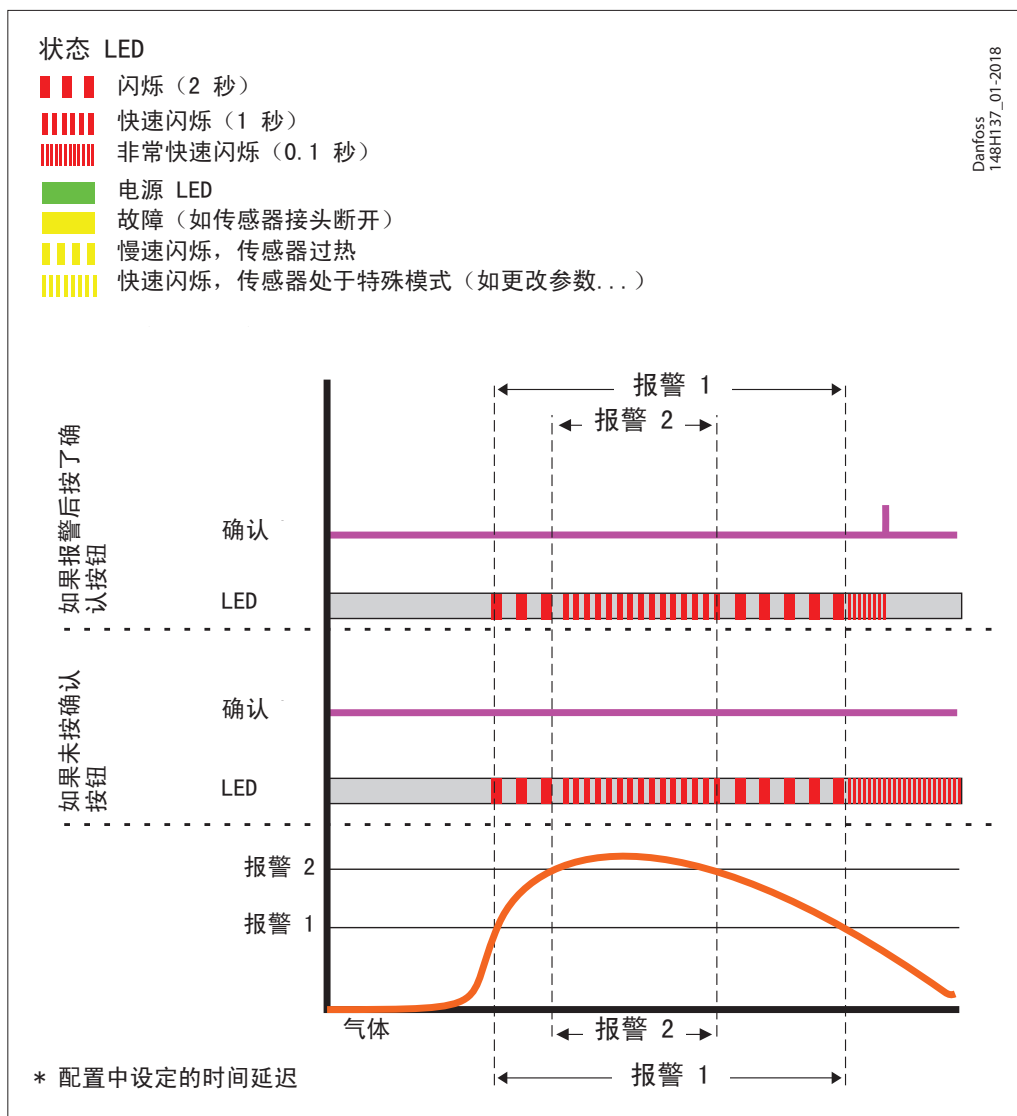 状态 LED
闪烁（2 秒）
快速闪烁（1 秒）
非常快速闪烁（0.1 秒）
电源 LED
故障（如传感器接头断开）
慢速闪烁，传感器过热
快速闪烁，传感器处于特殊模式（如更改参数...）
Danfoss
148H137_01-2018
报警 1
报警 2
如果报警后按了确
认按钮
确认
LED
如果未按确认
按钮
确认
LED
报警 2
报警 1
气体
报警 2
报警 1
* 配置中设定的时间延迟